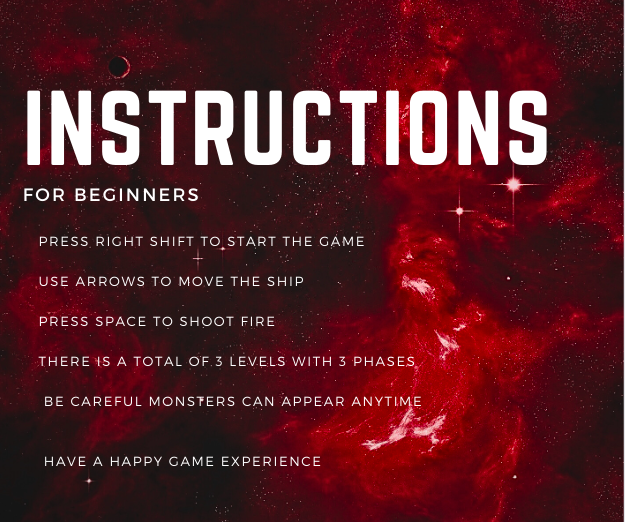 INSTRUCTIONS
FOR BEGINNERS
PRESS RIGHT SHIFT TO START THE GAME
USE ARROWS TO MOVE THE SHIP
PRESS SPACE TO SHOOT FIRE
THERE IS A TOTAL OF 3 LEVELS WITH 3 PHASES
BE CAREFUL MONSTERS CAN APPEAR ANYTIME
HAVE A HAPPY GAME EXPERIENCE